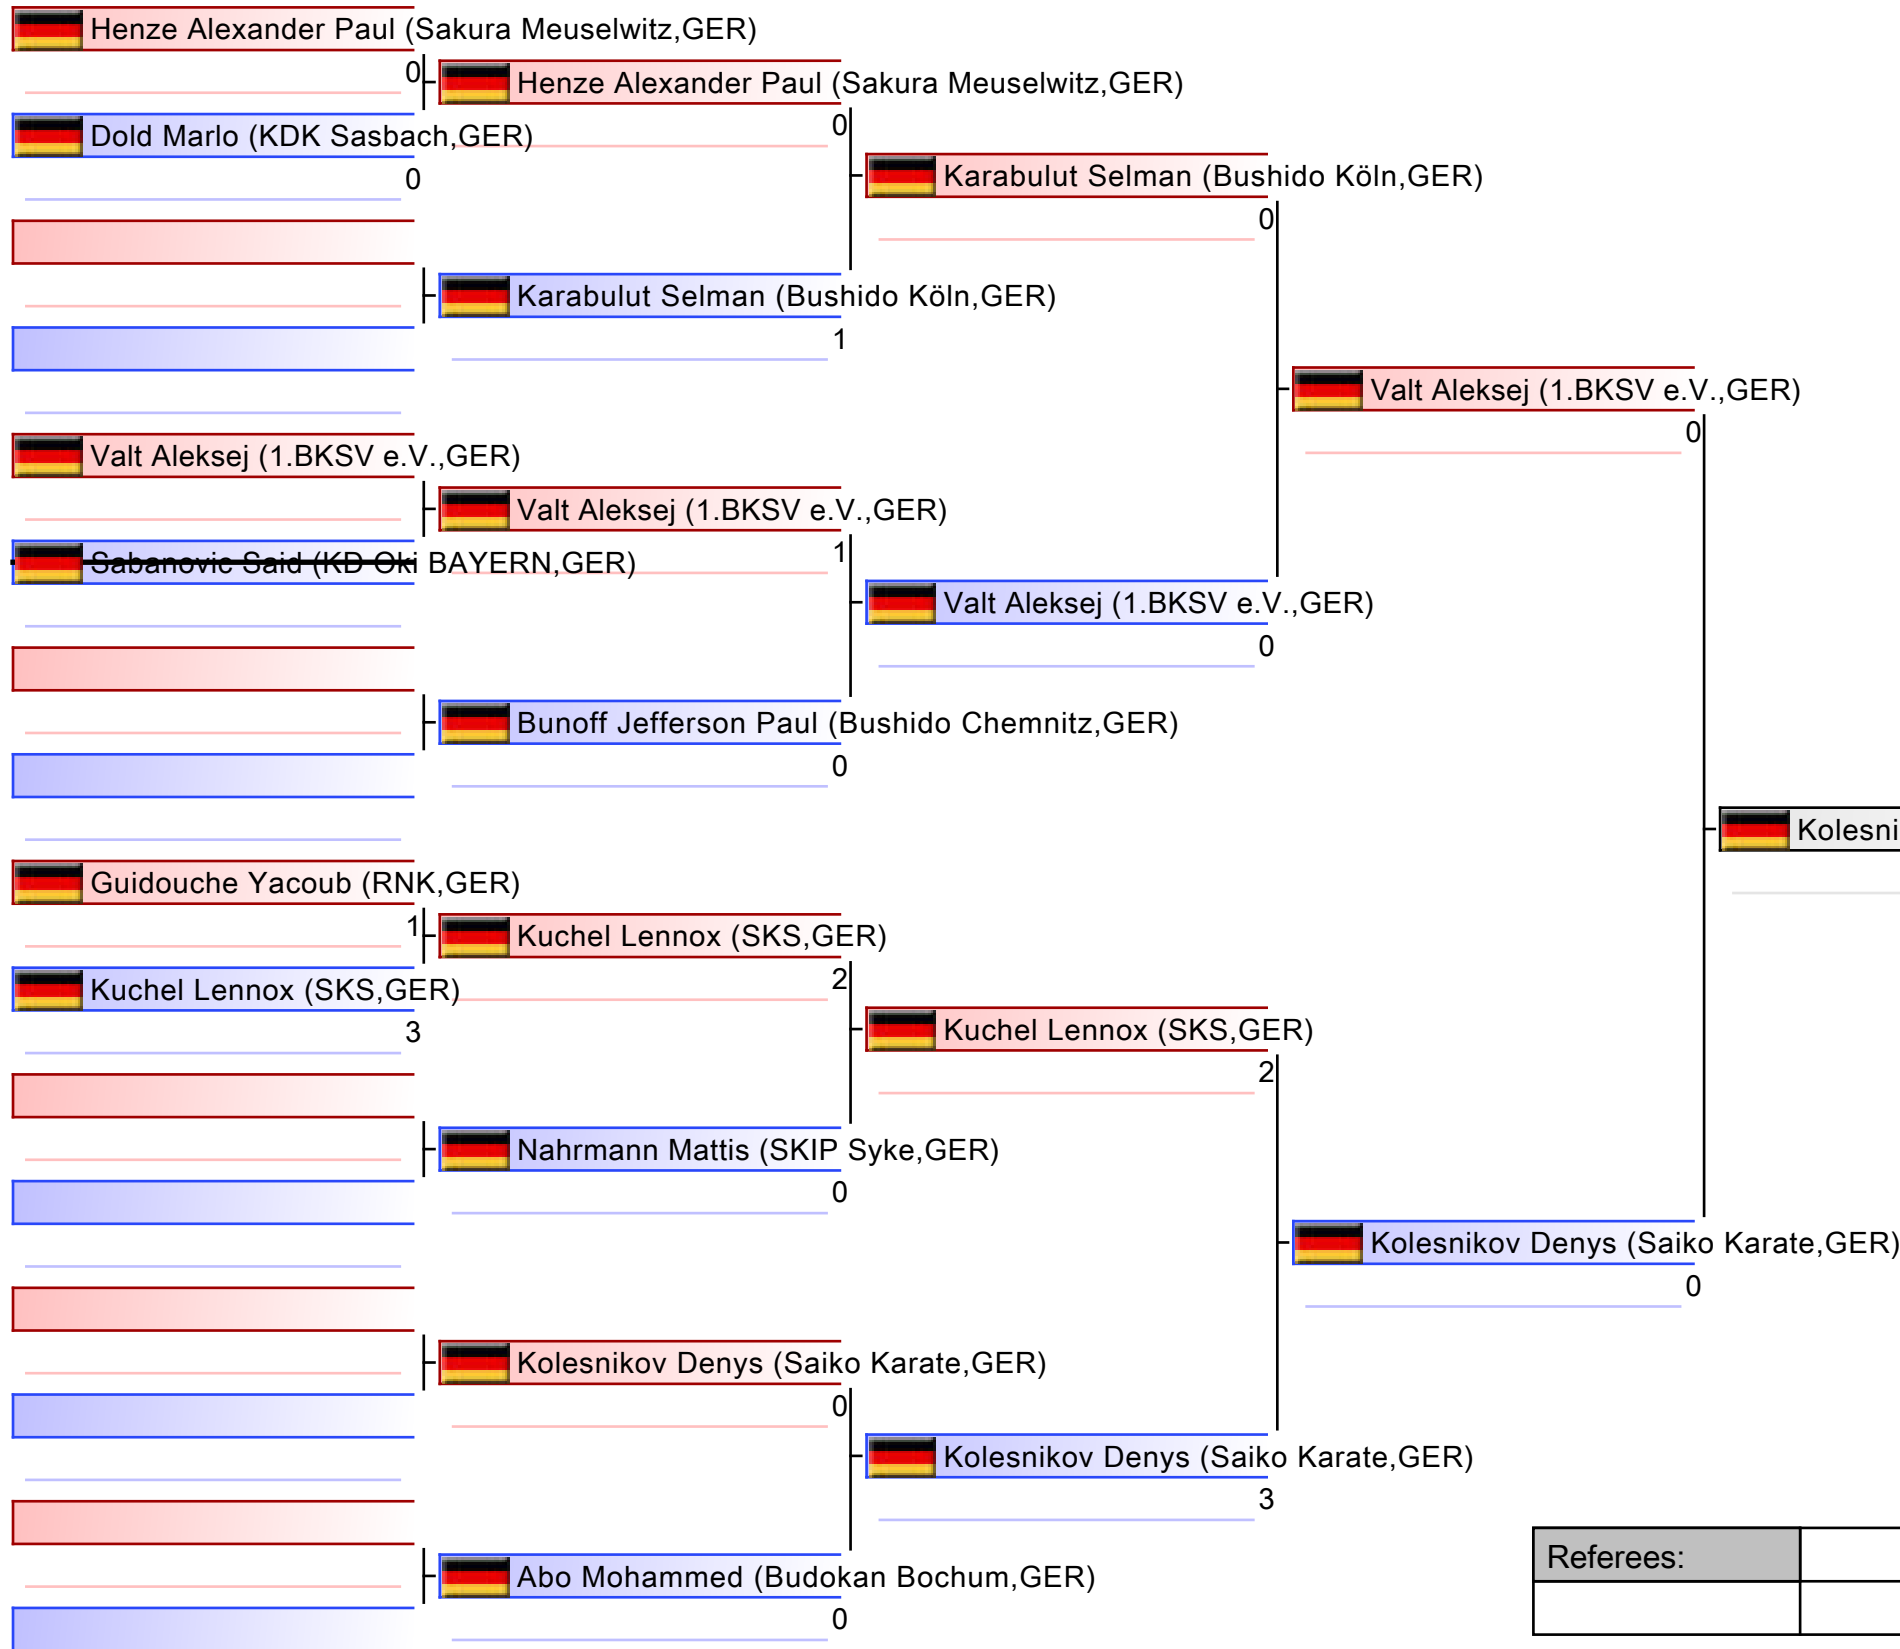 Henze Alexander Paul (Sakura Meuselwitz,GER)
0
Henze Alexander Paul (Sakura Meuselwitz,GER)
0
Dold Marlo (KDK Sasbach,GER)
0
Karabulut Selman (Bushido Köln,GER)
0
Karabulut Selman (Bushido Köln,GER)
1
Valt Aleksej (1.BKSV e.V.,GER)
0
Valt Aleksej (1.BKSV e.V.,GER)
Valt Aleksej (1.BKSV e.V.,GER)
1
Sabanovic Said (KD Oki BAYERN,GER)
Valt Aleksej (1.BKSV e.V.,GER)
0
Bunoff Jefferson Paul (Bushido Chemnitz,GER)
0
Kolesni
Guidouche Yacoub (RNK,GER)
1
Kuchel Lennox (SKS,GER)
2
Kuchel Lennox (SKS,GER)
3
Kuchel Lennox (SKS,GER)
2
Nahrmann Mattis (SKIP Syke,GER)
0
Kolesnikov Denys (Saiko Karate,GER)
0
Kolesnikov Denys (Saiko Karate,GER)
0
Kolesnikov Denys (Saiko Karate,GER)
3
Abo Mohammed (Budokan Bochum,GER)
0
Referees: